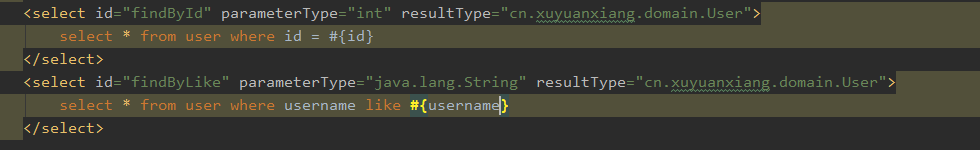 <select id="findById" parameterType="int" resultType="cn.xuyuanxiang.domain.User">
select * from user where id = #{id}
</select>
<select id="findByLike" parameterType="java.lang.String" resultType="cn.xuyuanxiang.domain.User">
select * from user where username like #{username}
</select>